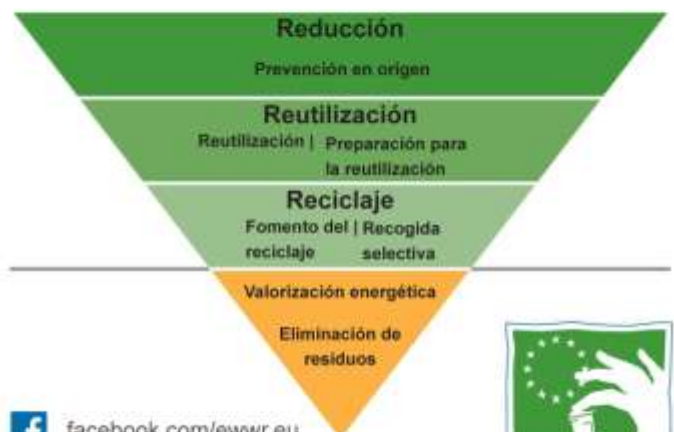 Reducción
Prevención en origen
Reutilización
Reutilización | Preparación para
la reutilización
Reciclaje
Fomento del | Recogida
reciclaje selectiva
Valorización energética
Eliminación de
residuos
f facebook.com/ewwr.eu